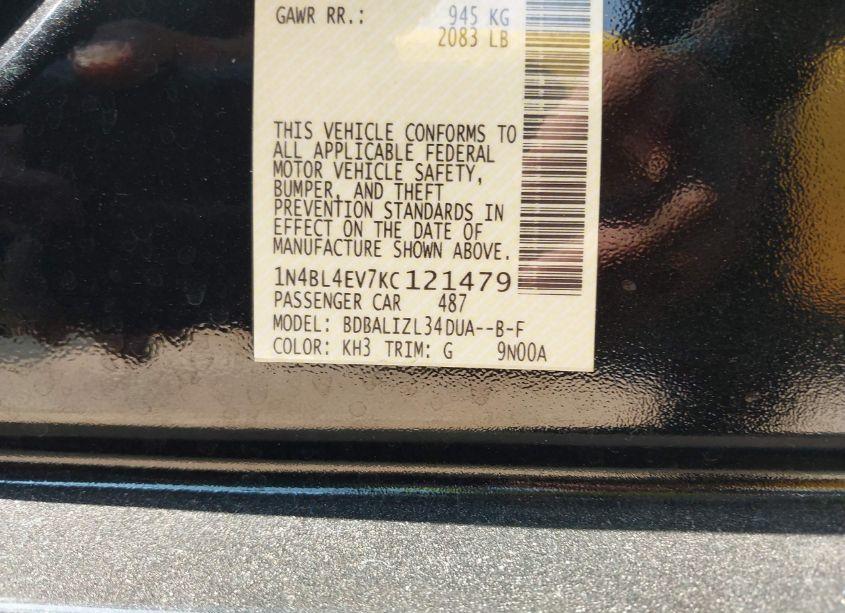 GAWR RR.: 945 KG
2083 LB
THIS VEHICLE CONFORMS TO
ALL APPLICABLE FEDERAL
MOTOR VEHICLE SAFETY,
BUMPER, AND THEFT
PREVENTION STANDARDS IN
EFFECT ON THE DATE OF
MANUFACTURE SHOWN ABOVE.
1N4BL4EV7KC121479
PASSENGER CAR 487
MODEL: BDBALIZL34DUA--B-F
COLOR: KH3 TRIM: G 9N00A